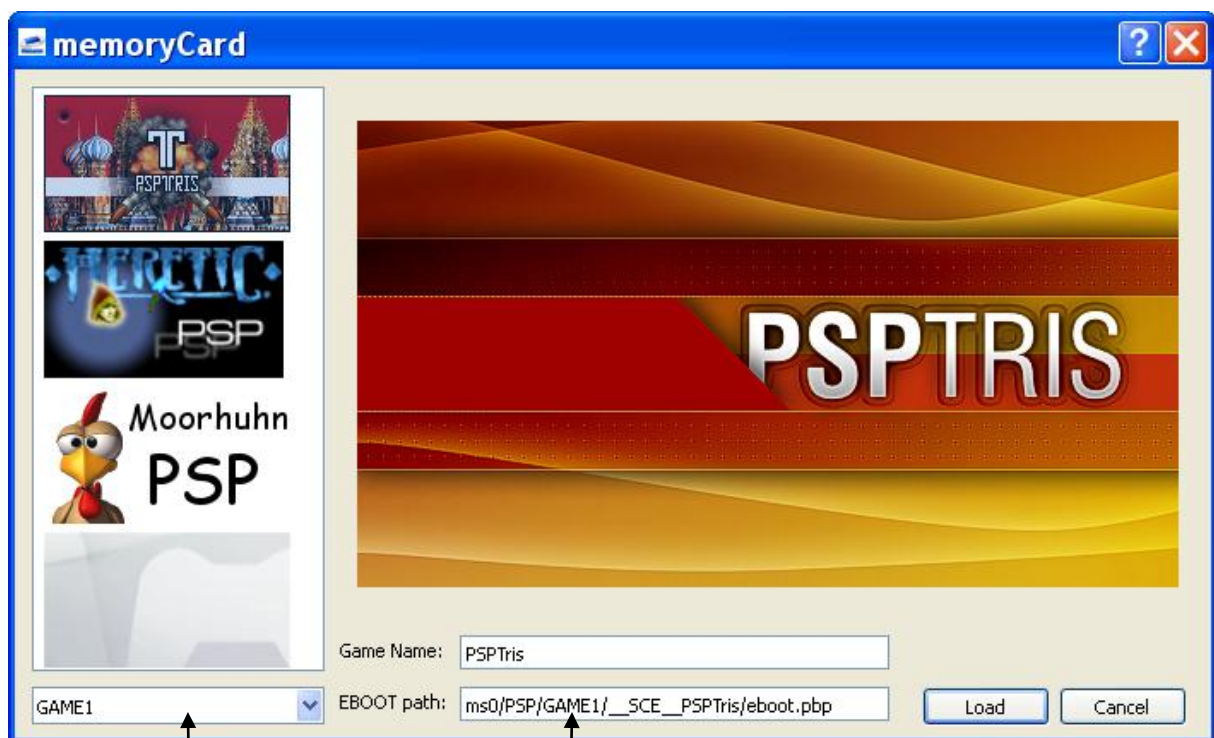 memoryCard
PSPTRIS
HERETIC
PSP
Moorhuhn
PSP
PSPTRIS
Game Name: PSPTris
GAME1
EBOOT path: ms0/PSP/GAME1/__SCE__PSPTris/eboot.pbp
Load
Cancel